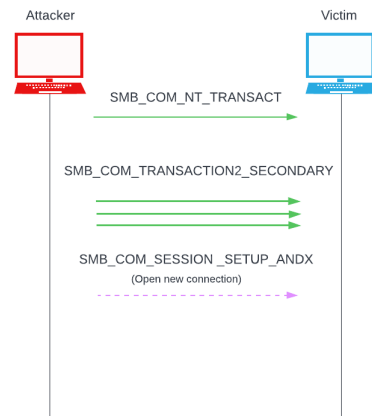 Attacker Victim
SMB_COM_NT_TRANSACT
SMB_COM_TRANSACTION2_SECONDARY
SMB_COM_SESSION _SETUP_ANDX
(Open new connection)